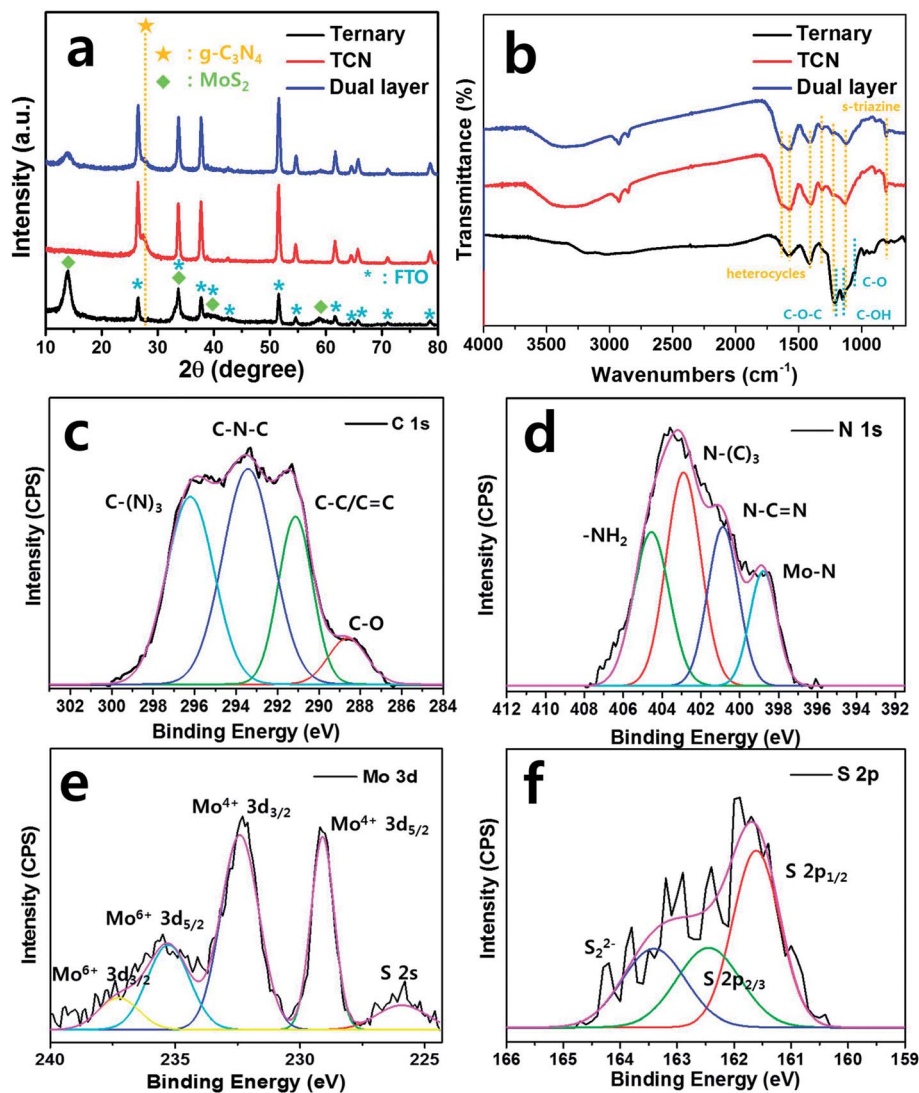 a
: g-C₃N₄
: MoS₂
Ternary
TCN
Dual layer
* : FTO
Intensity (a.u.)
10 20 30 40 50 60 70 80
2θ (degree)
b
Ternary
TCN
Dual layer
s-triazine
heterocycles
C-O
C-O-C
C-OH
Transmittance (%)
4000 3500 3000 2500 2000 1500 1000
Wavenumbers (cm⁻¹)
c
C 1s
C-N-C
C-(N)₃
C-C/C=C
C-O
Intensity (CPS)
302 300 298 296 294 292 290 288 286 284
Binding Energy (eV)
d
N 1s
N-(C)₃
N-C=N
-NH₂
Mo-N
Intensity (CPS)
412 410 408 406 404 402 400 398 396 394 392
Binding Energy (eV)
e
Mo 3d
Mo⁴⁺ 3d₃/₂
Mo⁴⁺ 3d₅/₂
Mo⁶⁺ 3d₅/₂
Mo⁶⁺ 3d₃/₂
S 2s
Intensity (CPS)
240 235 230 225
Binding Energy (eV)
f
S 2p
S 2p₁/₂
S₂²⁻
S 2p₂/₃
Intensity (CPS)
166 165 164 163 162 161 160 159
Binding Energy (eV)